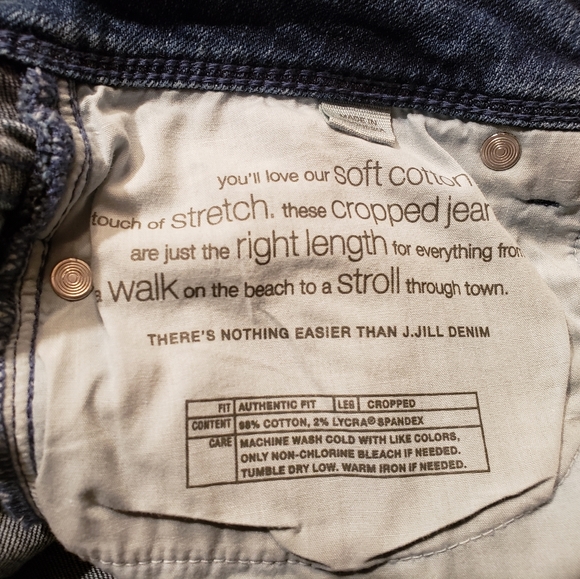 MADE IN
you'll love our soft cotton
touch of stretch. these cropped jean
are just the right length for everything from
a walk on the beach to a stroll through town.
THERE'S NOTHING EASIER THAN J.JILL DENIM
FIT AUTHENTIC FIT LEG CROPPED
CONTENT 98% COTTON, 2% LYCRA® SPANDEX
CARE MACHINE WASH COLD WITH LIKE COLORS,
ONLY NON-CHLORINE BLEACH IF NEEDED.
TUMBLE DRY LOW. WARM IRON IF NEEDED.